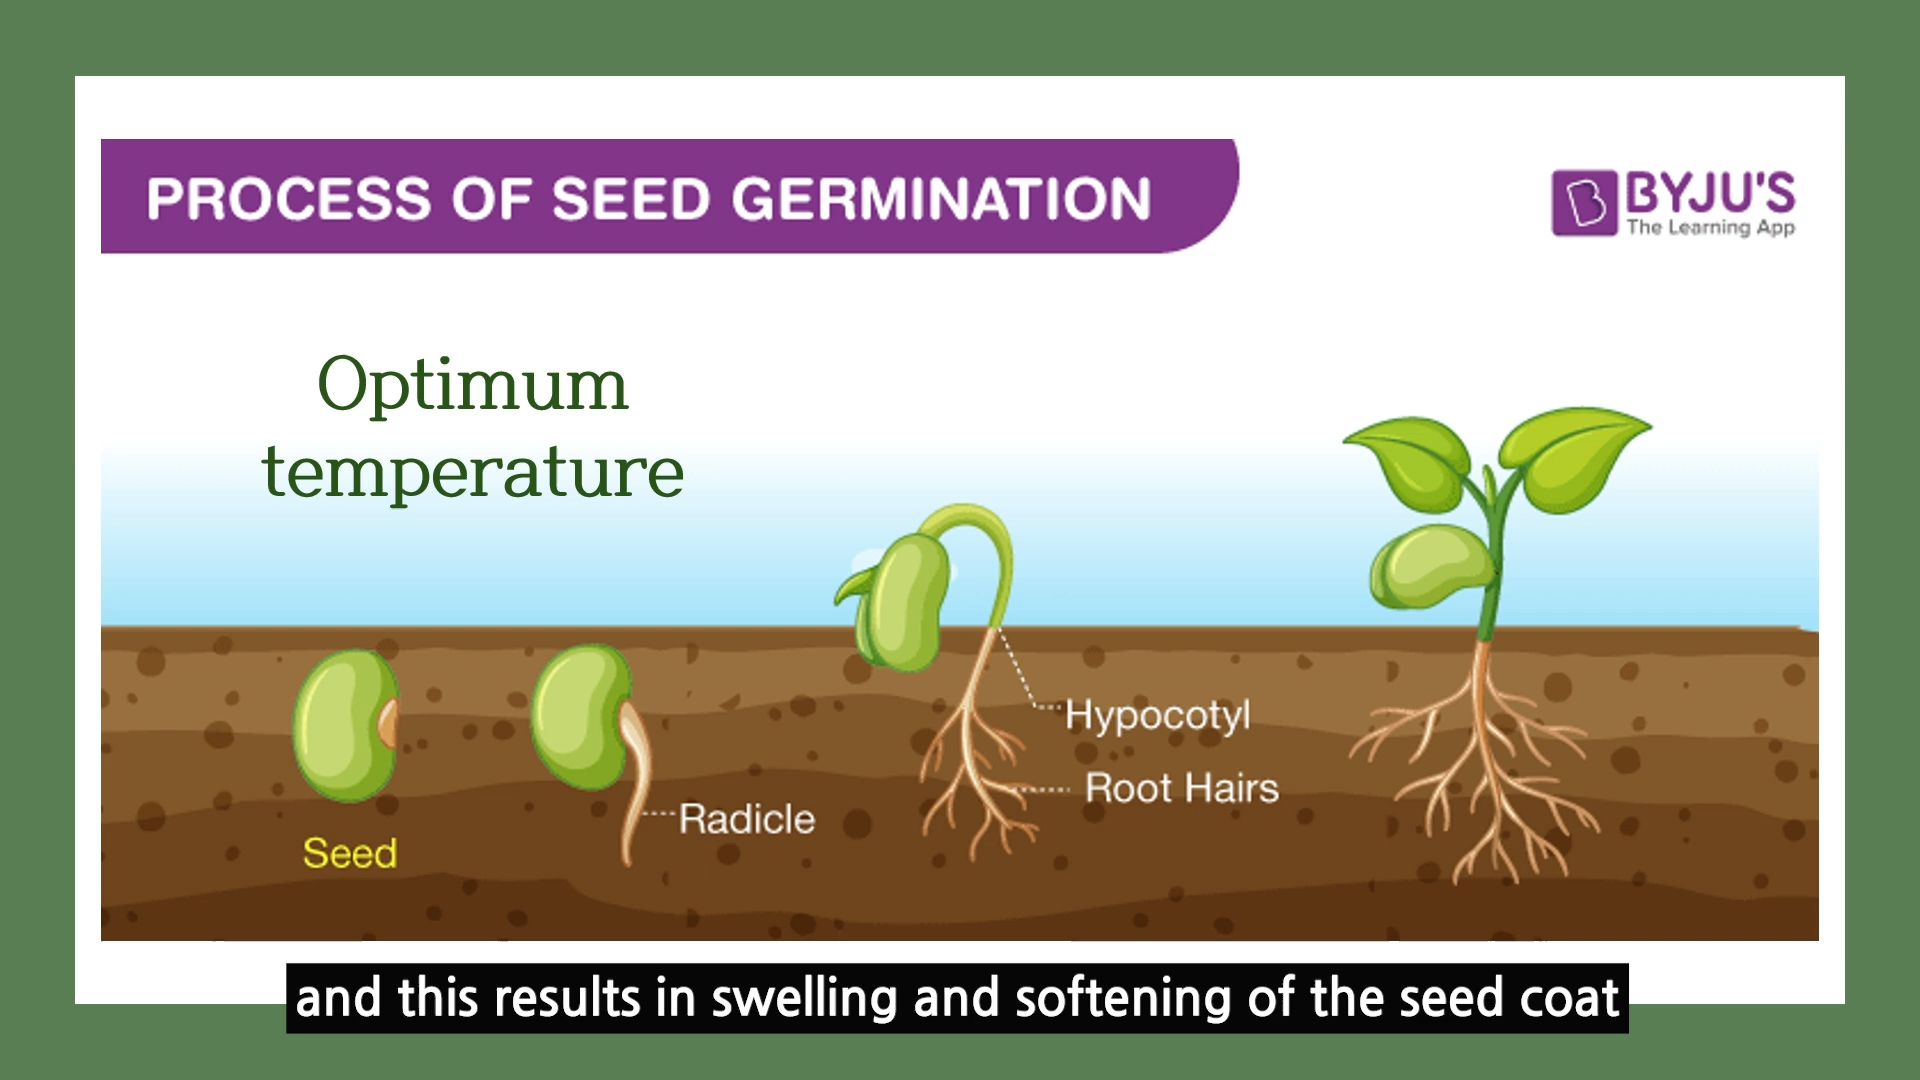 PROCESS OF SEED GERMINATION
BYJU'S
The Learning App
Optimum
temperature
Hypocotyl
Root Hairs
Radicle
Seed
and this results in swelling and softening of the seed coat